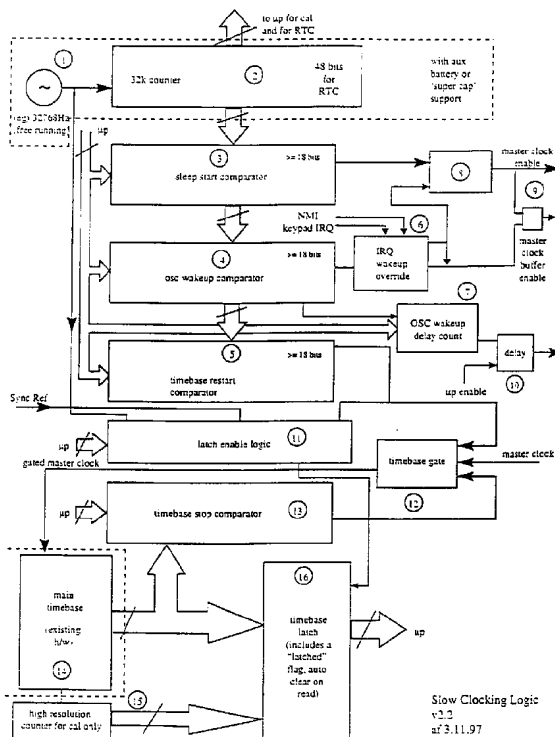 to up for cal
and for RTC
1
2
32k counter
48 bits
for
RTC
with aux
battery or
'super cap'
support
(eg) 32768Hz
free running
µp
3
>= 18 bits
sleep start comparator
8
master clock
enable
9
NMI
keypad IRQ
6
4
>= 18 bits
osc wakeup comparator
IRQ
wakeup
override
master
clock
buffer
enable
7
OSC wakeup
delay count
5
>= 18 bits
timebase restart
comparator
delay
10
µp enable
Sync Ref
11
latch enable logic
µp
gated master clock
timebase gate
master clock
12
µp
timebase stop comparator
13
16
main
timebase
(existing
h/w)
14
timebase
latch
(includes a
"latched"
flag, auto
clear on
read)
µp
15
high resolution
counter for cal only
Slow Clocking Logic
v2.2
af 3.11.97